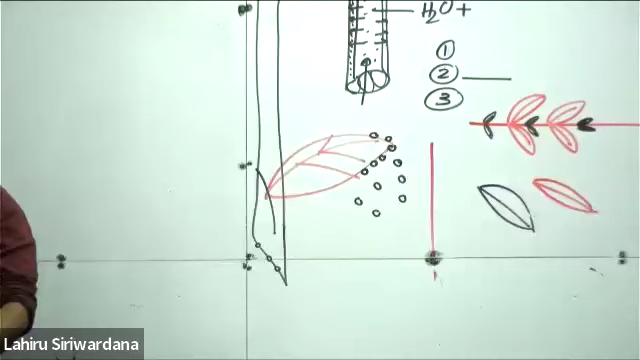 H₂O +
①
②
③
Lahiru Siriwardana